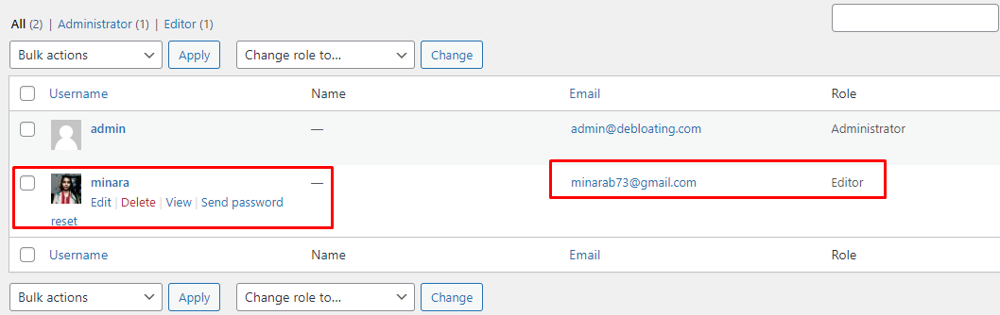 All (2) | Administrator (1) | Editor (1)
Bulk actions Apply Change role to... Change
Username Name Email Role
admin — admin@debloating.com Administrator
minara — minarab73@gmail.com Editor
Edit | Delete | View | Send password
reset
Username Name Email Role
Bulk actions Apply Change role to... Change